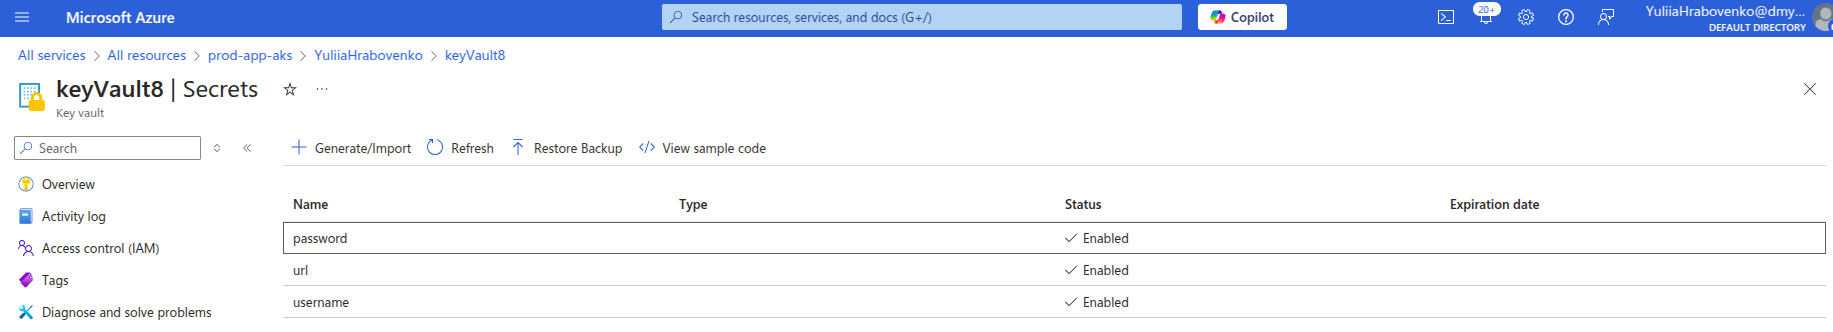 Microsoft Azure
Search resources, services, and docs (G+/)
Copilot
20+
YuliiaHrabovenko@dmy...
DEFAULT DIRECTORY
All services > All resources > prod-app-aks > YuliiaHrabovenko > keyVault8
keyVault8 | Secrets
Key vault
Search
Generate/Import Refresh Restore Backup View sample code
Overview
Activity log
Access control (IAM)
Tags
Diagnose and solve problems
Name Type Status Expiration date
password Enabled
url Enabled
username Enabled